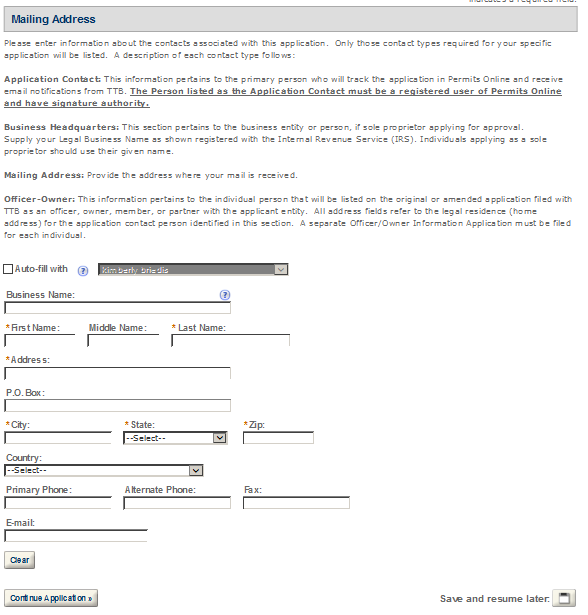 indicates a required field.
Mailing Address
Please enter information about the contacts associated with this application. Only those contact types required for your specific
application will be listed. A description of each contact type follows:
Application Contact: This information pertains to the primary person who will track the application in Permits Online and receive
email notifications from TTB. The Person listed as the Application Contact must be a registered user of Permits Online
and have signature authority.
Business Headquarters: This section pertains to the business entity or person, if sole proprietor applying for approval.
Supply your Legal Business Name as shown registered with the Internal Revenue Service (IRS). Individuals applying as a sole
proprietor should use their given name.
Mailing Address: Provide the address where your mail is received.
Officer-Owner: This information pertains to the individual person that will be listed on the original or amended application filed with
TTB as an officer, owner, member, or partner with the applicant entity. All address fields refer to the legal residence (home
address) for the application contact person identified in this section. A separate Officer/Owner Information Application must be filed
for each individual.
Auto-fill with ? Kimberly Briedis
Business Name: ?
* First Name: Middle Name: * Last Name:
* Address:
P.O. Box:
* City: * State: * Zip:
--Select--
Country:
--Select--
Primary Phone: Alternate Phone: Fax:
E-mail:
Clear
Continue Application » Save and resume later: